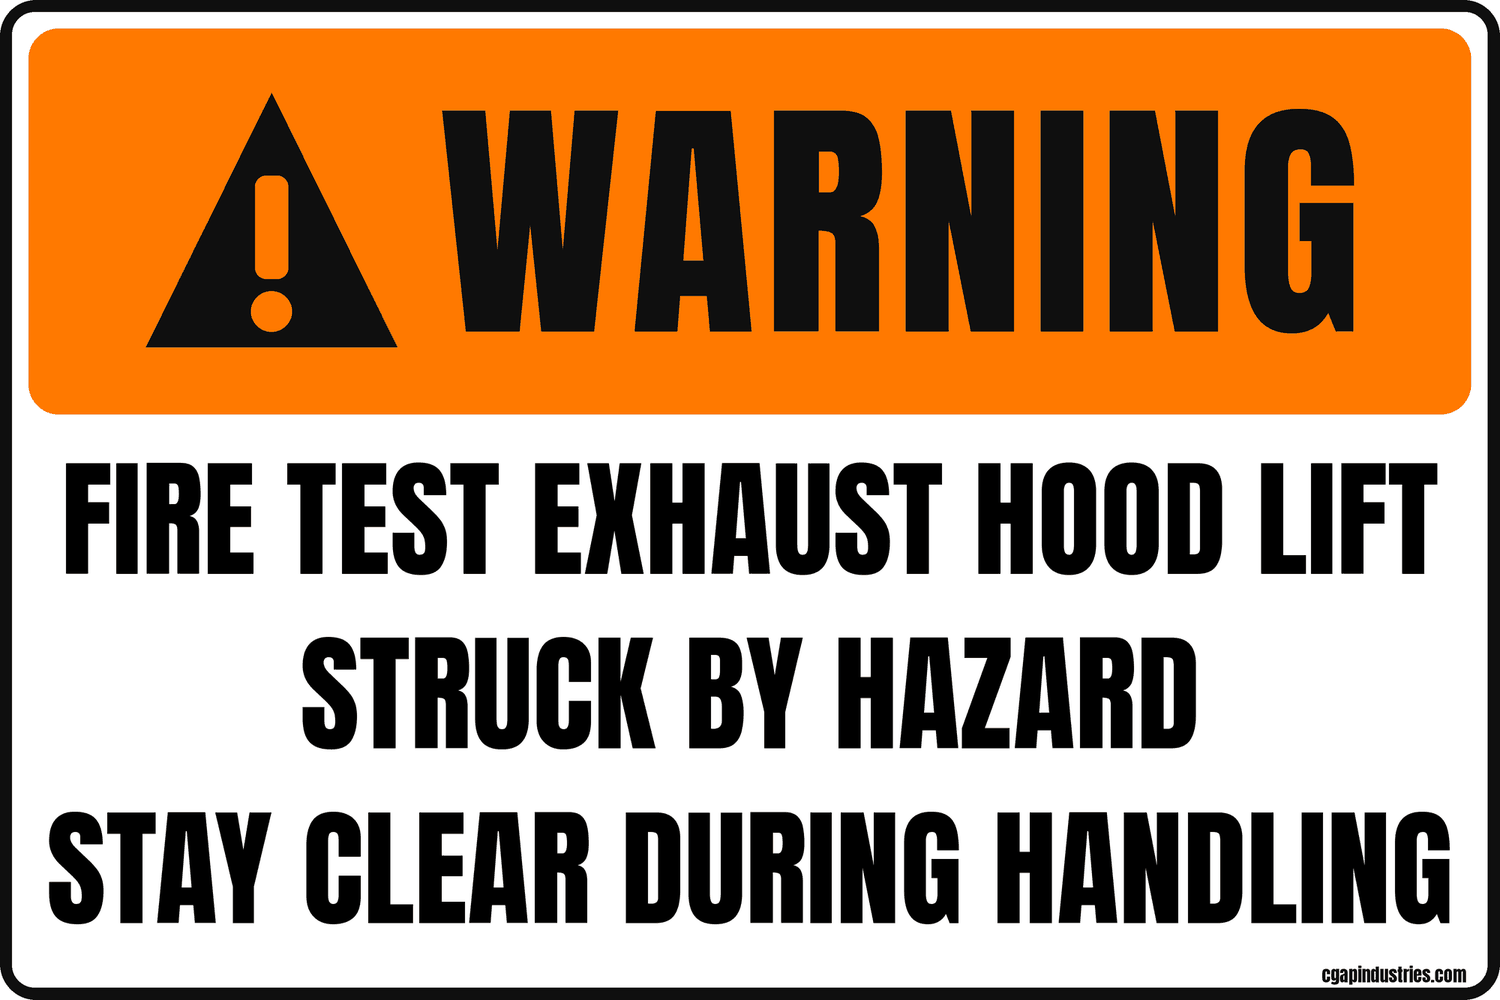 WARNING
FIRE TEST EXHAUST HOOD LIFT
STRUCK BY HAZARD
STAY CLEAR DURING HANDLING
cgapindustries.com